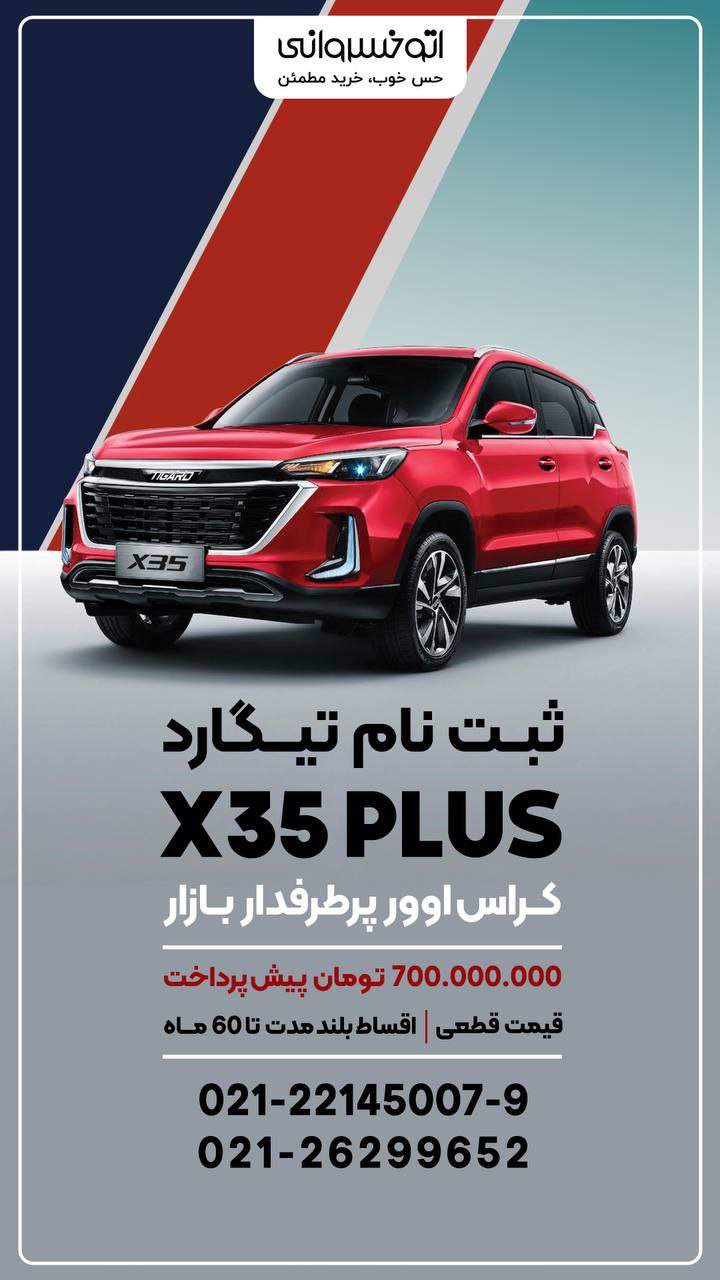 اتوخسروانی
حس خوب، خرید مطمئن
TIGARD
X35
ثبت نام تیگارد
X35 PLUS
کراس اوور پرطرفدار بازار
700.000.000 تومان پیش پرداخت
قیمت قطعی | اقساط بلند مدت تا 60 ماه
021-22145007-9
021-26299652